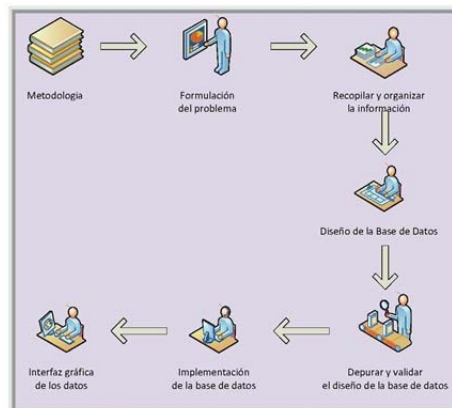 Metodologia
Formulación
del problema
Recopilar y organizar
la información
Diseño de la Base de Datos
Depurar y validar
el diseño de la base de datos
Implementación
de la base de datos
Interfaz gráfica
de los datos